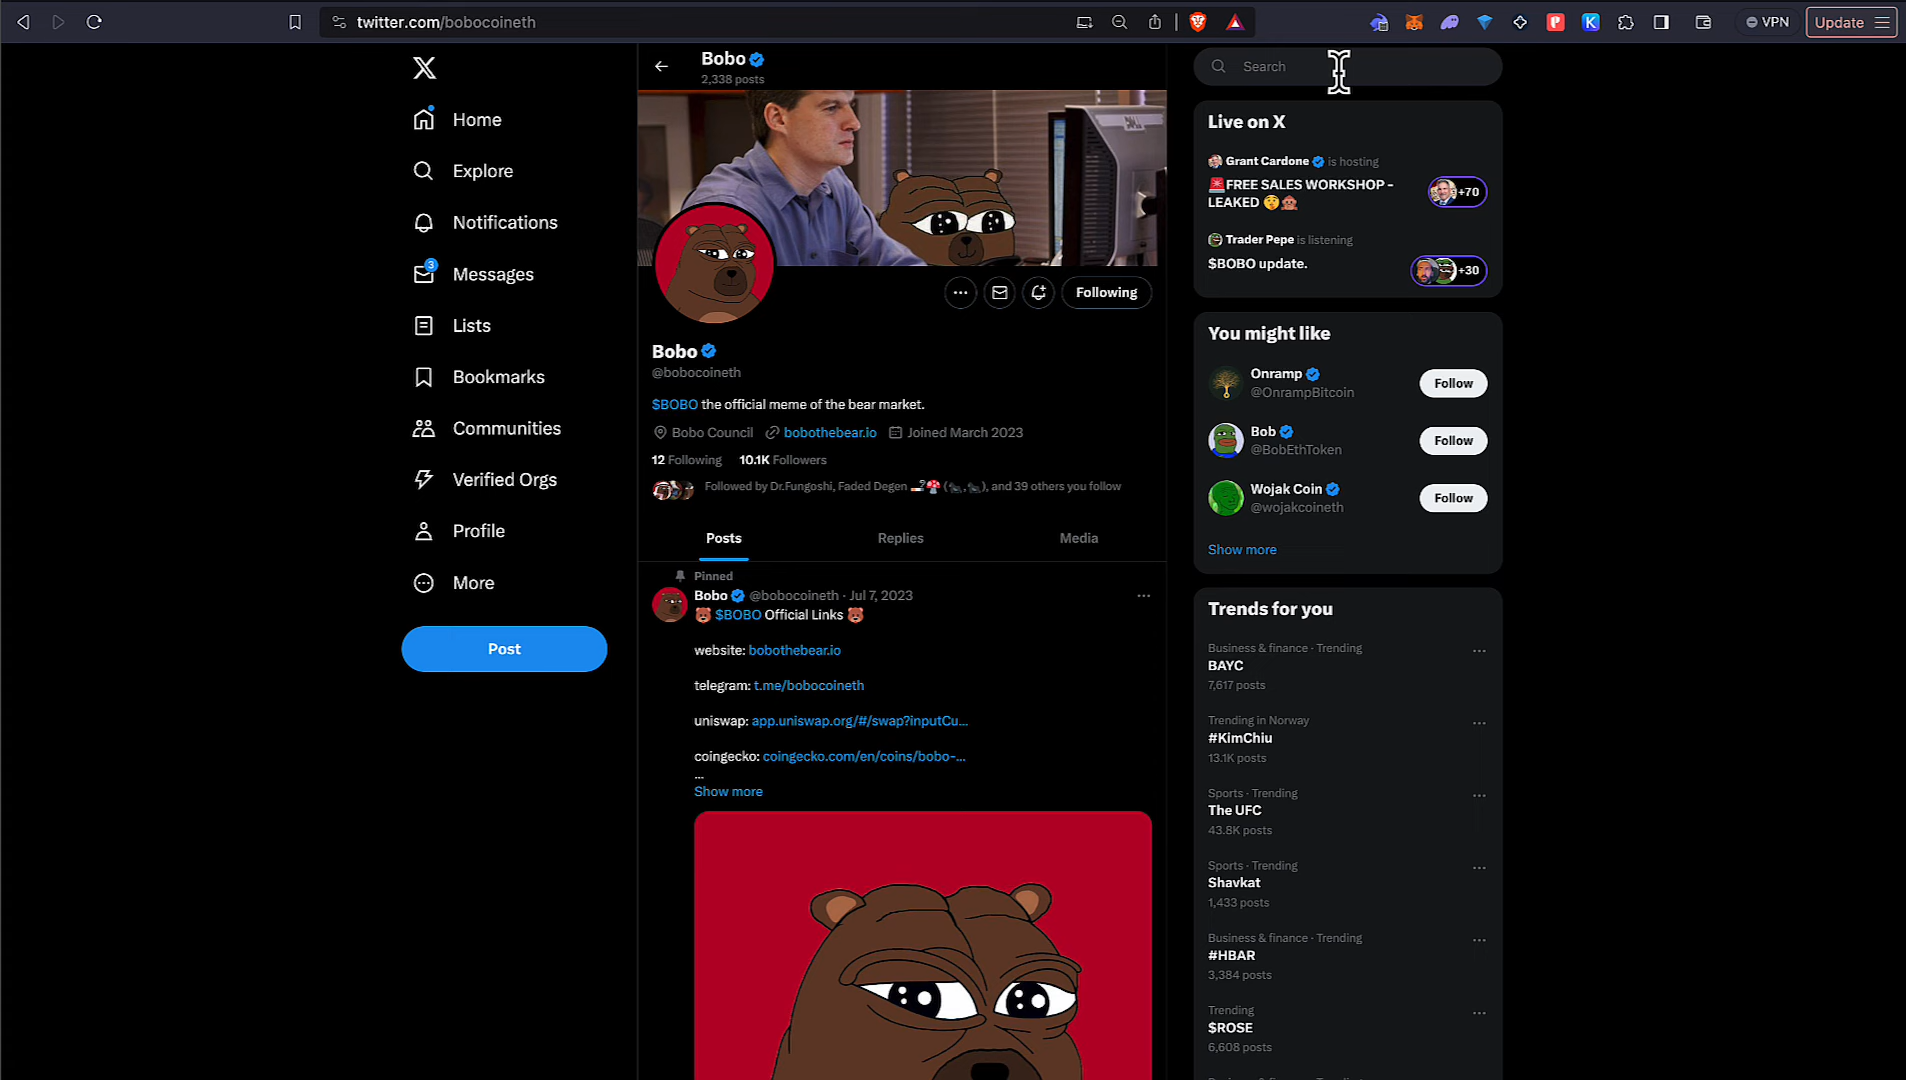 twitter.com/bobocoineth
VPN
Update
Home
Explore
Notifications
3
Messages
Lists
Bookmarks
Communities
Verified Orgs
Profile
More
Post
Bobo
2,338 posts
Following
Bobo
@bobocoineth
$BOBO the official meme of the bear market.
Bobo Council bobothebear.io Joined March 2023
12 Following 10.1K Followers
Followed by Dr.Fungoshi, Faded Degen 🚬🍄 (🐜,🐜), and 39 others you follow
Posts Replies Media
Pinned
Bobo @bobocoineth · Jul 7, 2023
🐻 $BOBO Official Links 🐻
website: bobothebear.io
telegram: t.me/bobocoineth
uniswap: app.uniswap.org/#/swap?inputCu...
coingecko: coingecko.com/en/coins/bobo-...
...
Show more
Search
Live on X
Grant Cardone is hosting
🚨FREE SALES WORKSHOP -
LEAKED 🤫🙊
+70
Trader Pepe is listening
$BOBO update.
+30
You might like
Onramp
@OnrampBitcoin
Follow
Bob
@BobEthToken
Follow
Wojak Coin
@wojakcoineth
Follow
Show more
Trends for you
Business & finance · Trending
BAYC
7,617 posts
Trending in Norway
#KimChiu
13.1K posts
Sports · Trending
The UFC
43.8K posts
Sports · Trending
Shavkat
1,433 posts
Business & finance · Trending
#HBAR
3,384 posts
Trending
$ROSE
6,608 posts